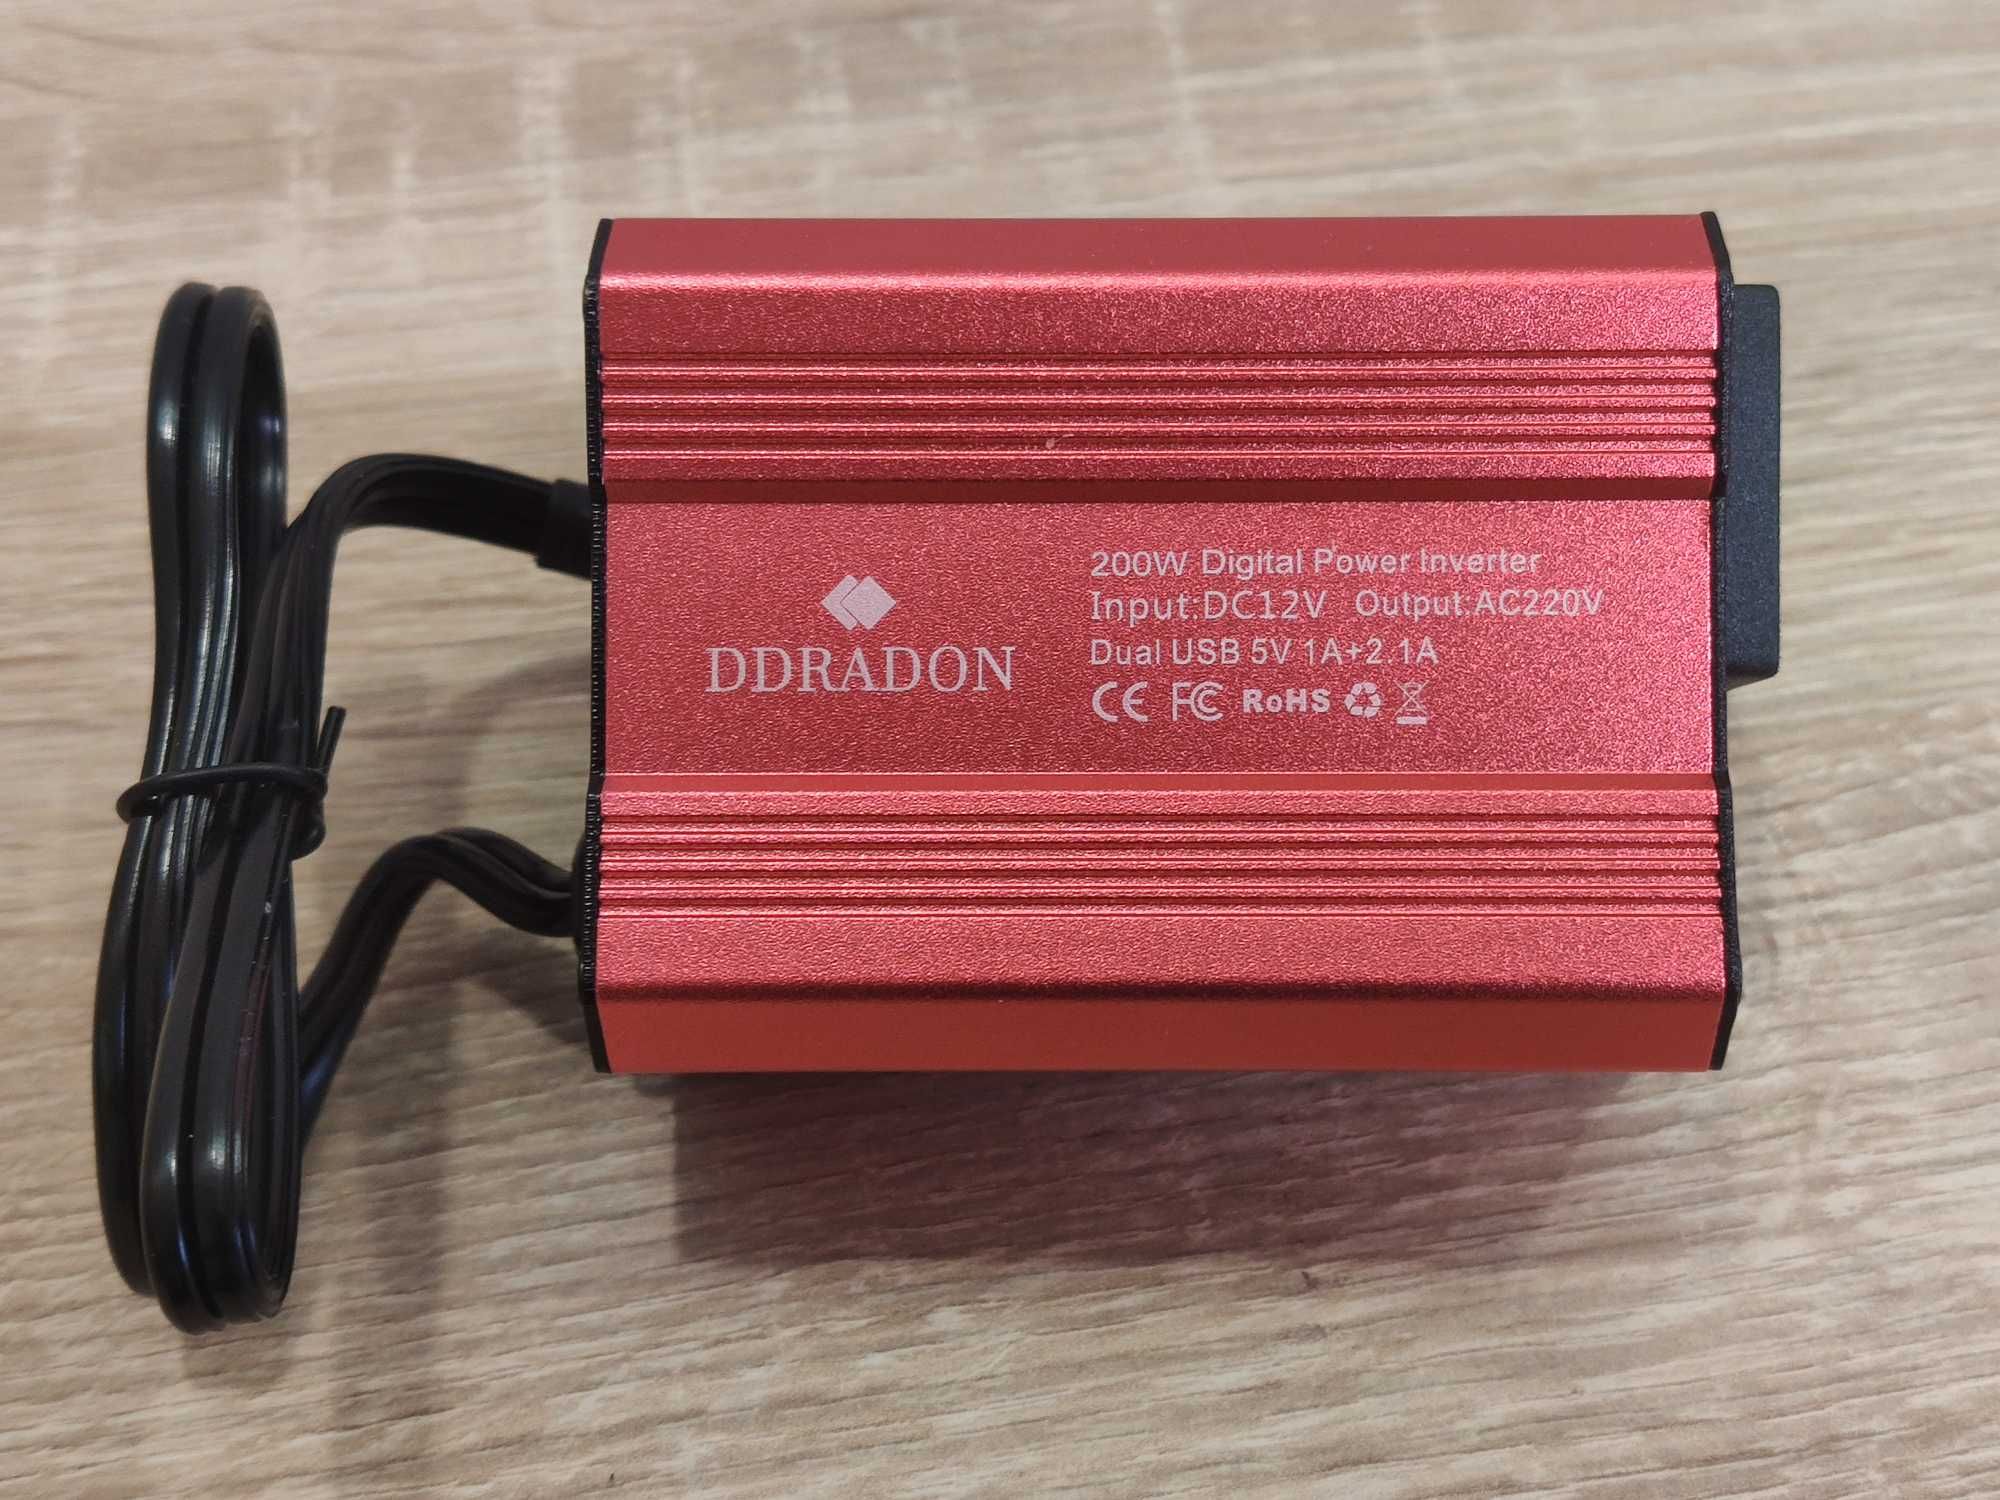 DDRADON
200W Digital Power Inverter
Input:DC12V Output:AC220V
Dual USB 5V 1A+2.1A
CE FC RoHS